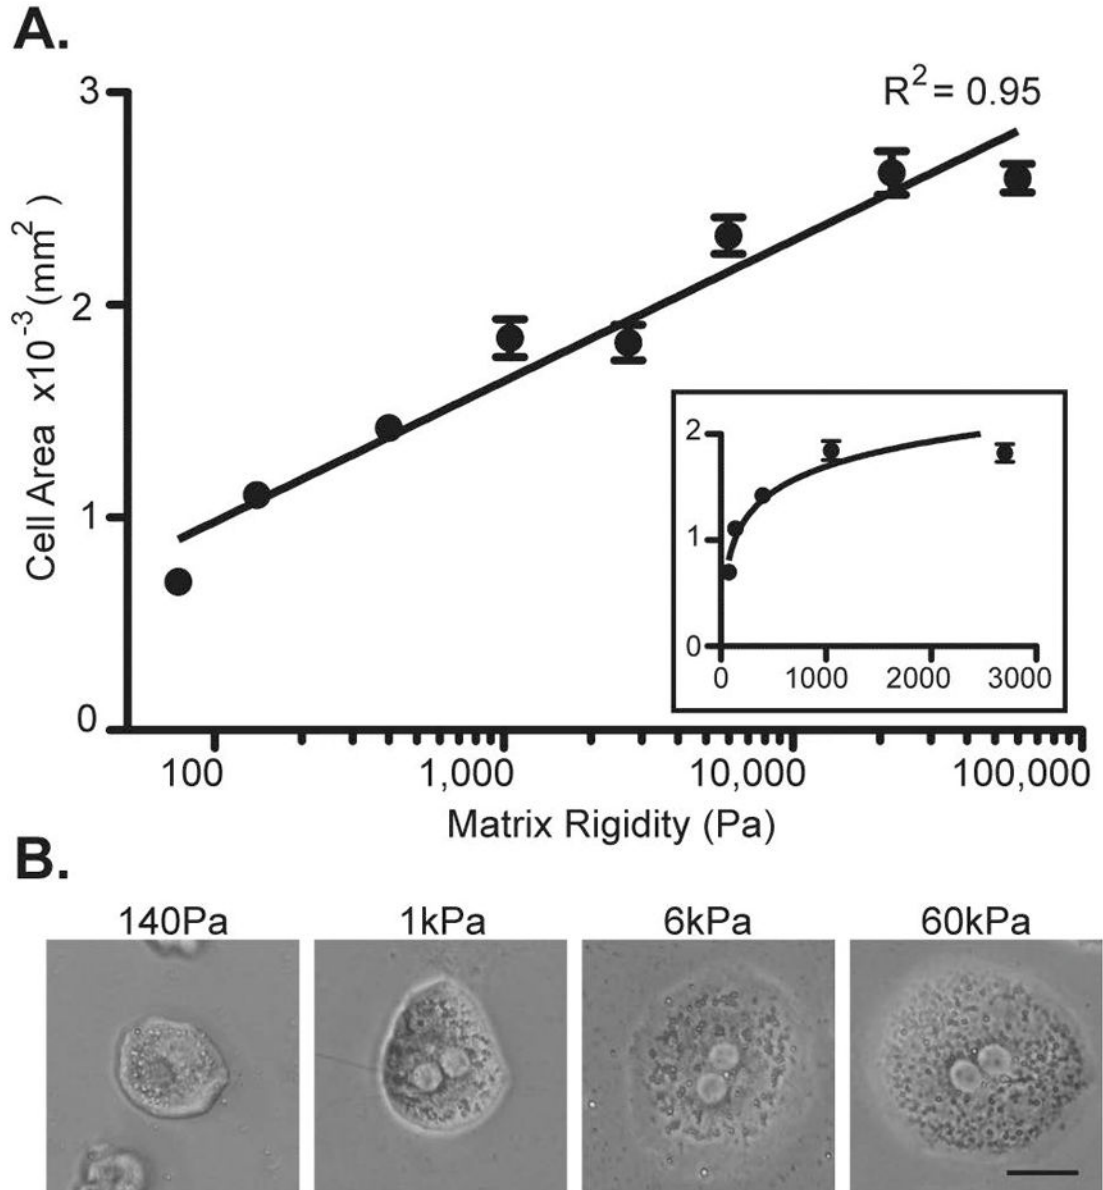 A.
R² = 0.95
3
2
1
0
Cell Area x10⁻³ (mm²)
2
1
0
0 1000 2000 3000
100 1,000 10,000 100,000
Matrix Rigidity (Pa)
B.
140Pa 1kPa 6kPa 60kPa